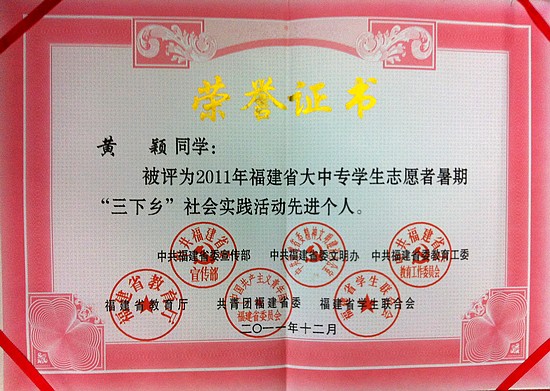 荣誉证书
黄 颖 同学：
被评为2011年福建省大中专学生志愿者暑期
“三下乡”社会实践活动先进个人。
中共福建省委宣传部 中共福建省委文明办 中共福建省委教育工委
福建省教育厅 共青团福建省委 福建省学生联合会
二〇一一年十二月